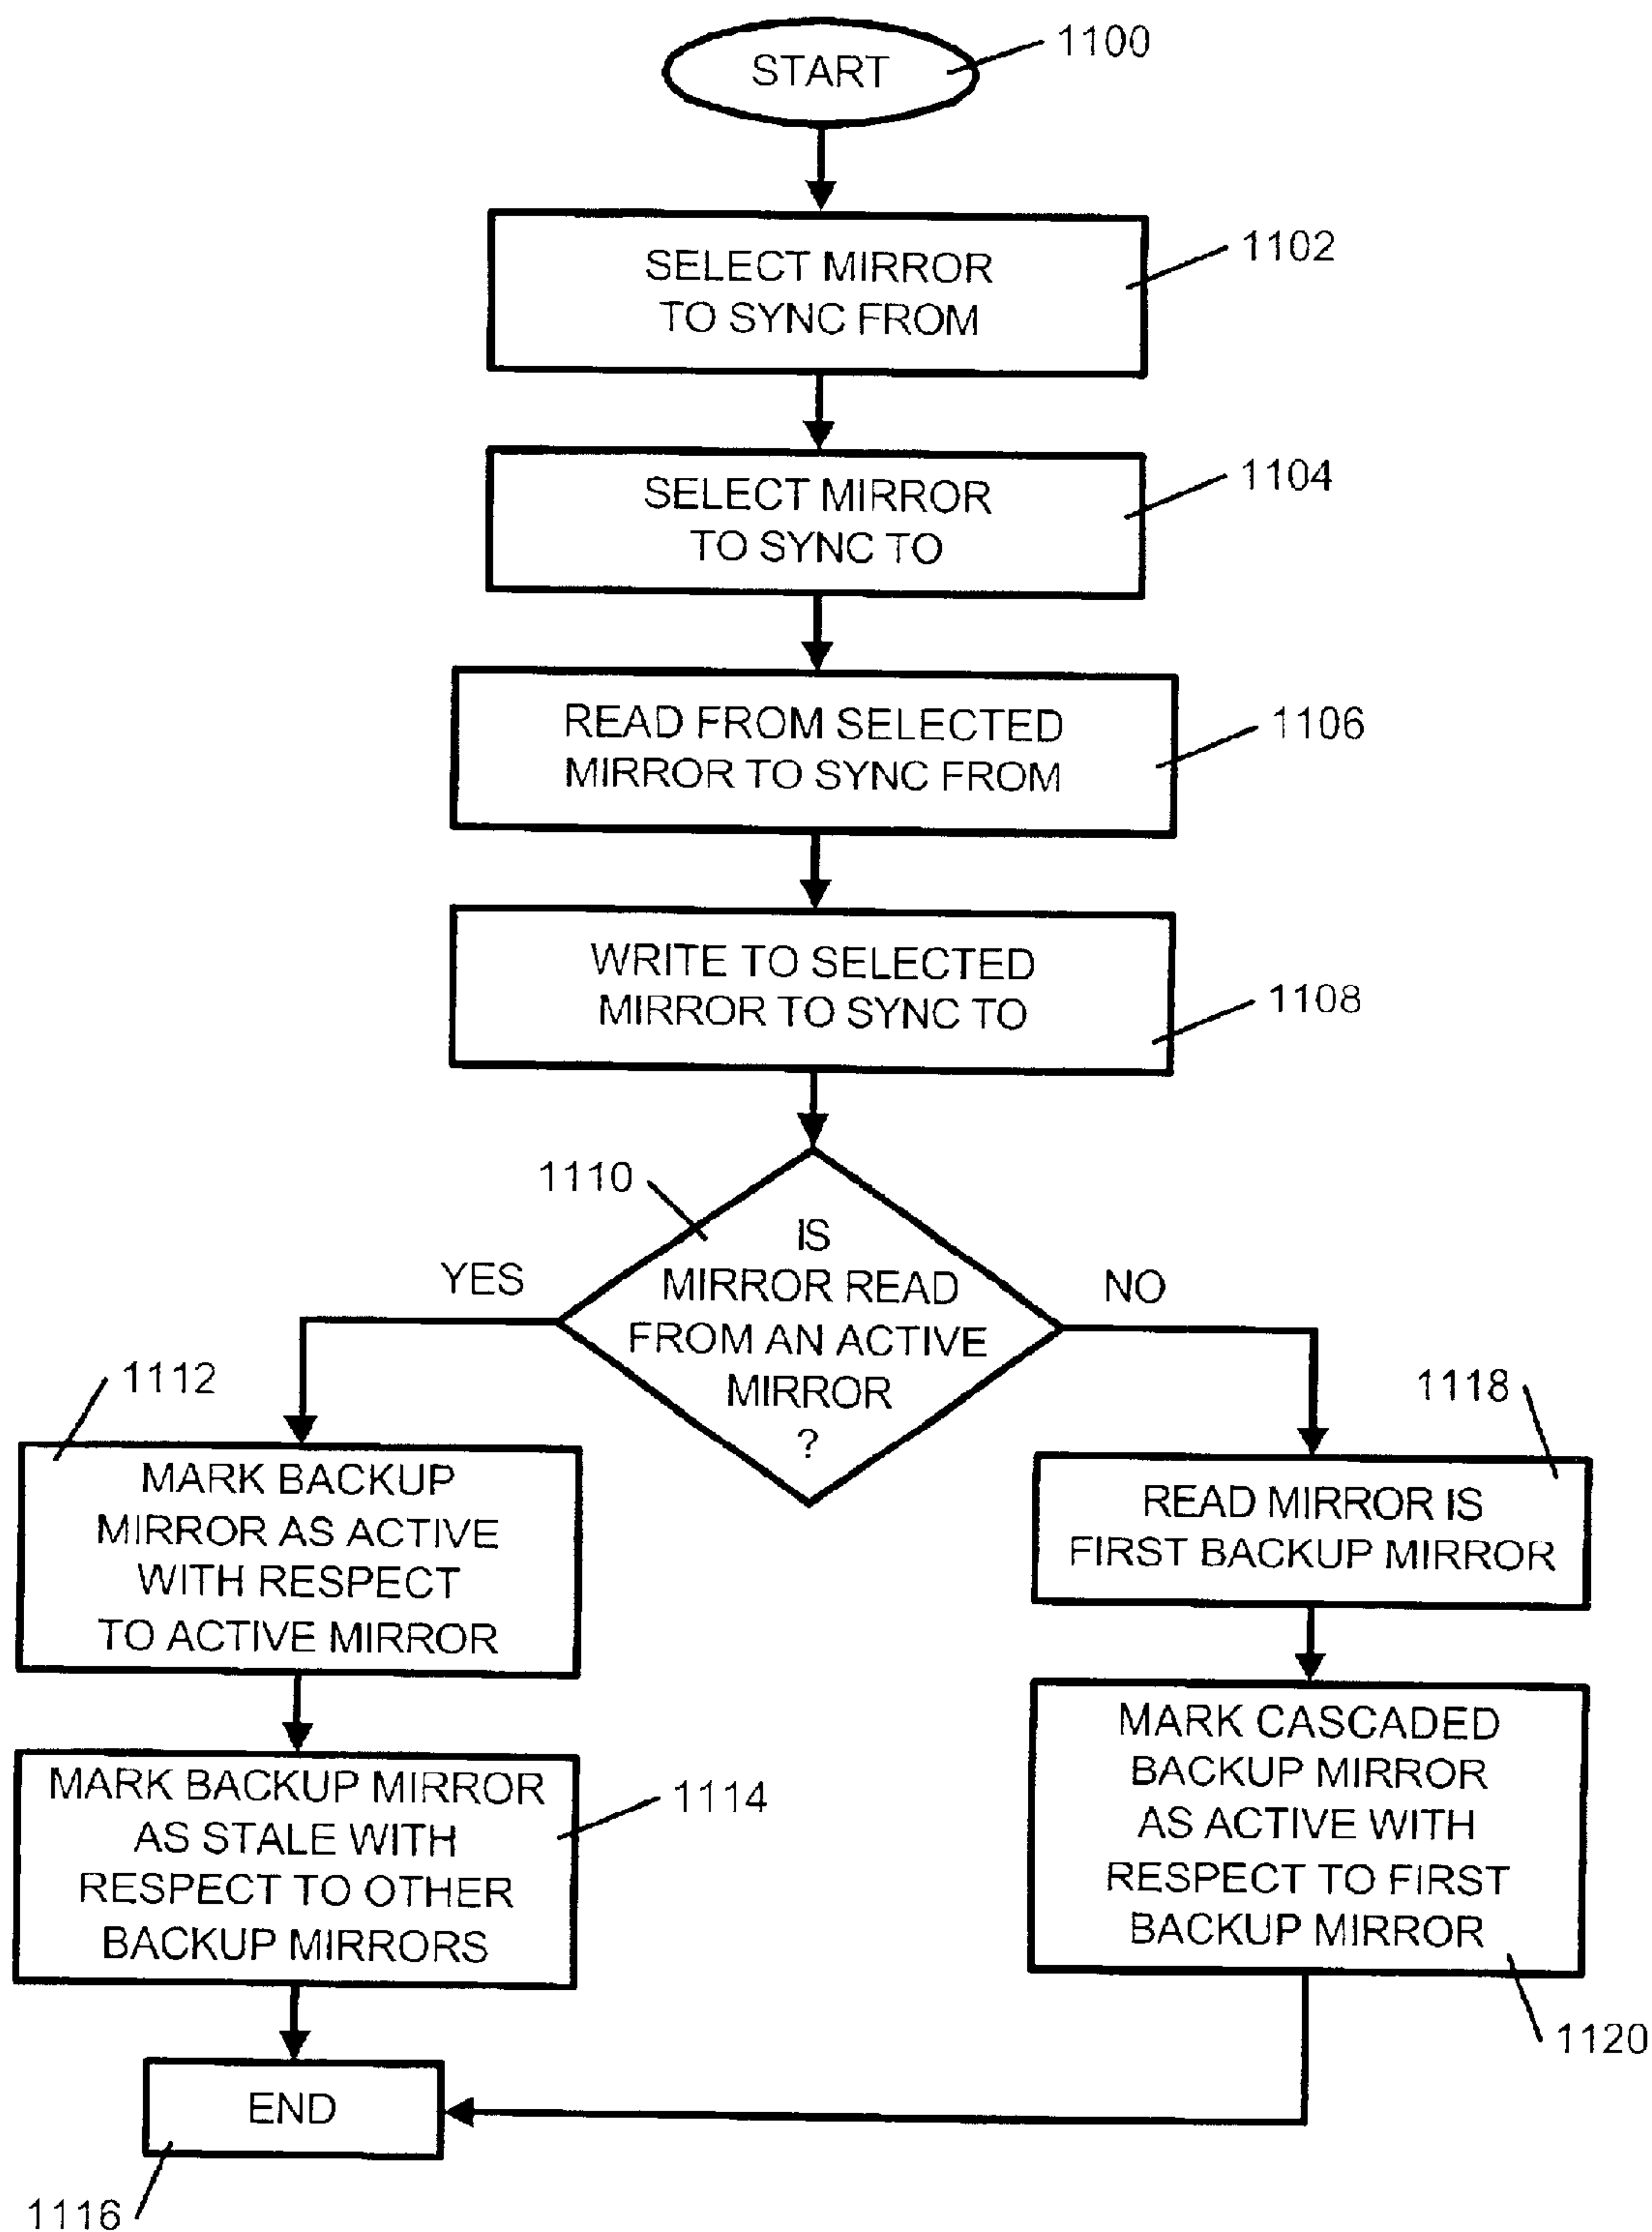 START
1100
SELECT MIRROR
TO SYNC FROM
1102
SELECT MIRROR
TO SYNC TO
1104
READ FROM SELECTED
MIRROR TO SYNC FROM
1106
WRITE TO SELECTED
MIRROR TO SYNC TO
1108
1110
IS
MIRROR READ
FROM AN ACTIVE
MIRROR
?
YES
NO
1112
MARK BACKUP
MIRROR AS ACTIVE
WITH RESPECT
TO ACTIVE MIRROR
1118
READ MIRROR IS
FIRST BACKUP MIRROR
MARK BACKUP MIRROR
AS STALE WITH
RESPECT TO OTHER
BACKUP MIRRORS
1114
MARK CASCADED
BACKUP MIRROR
AS ACTIVE WITH
RESPECT TO FIRST
BACKUP MIRROR
1120
END
1116